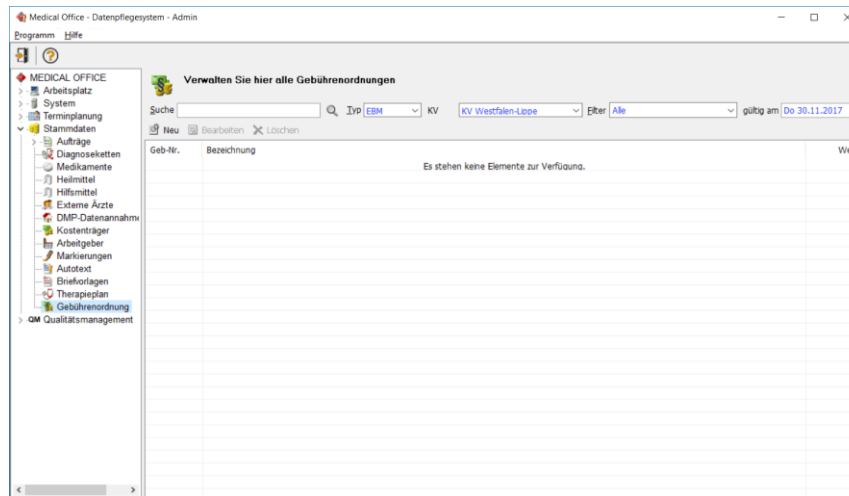 Medical Office - Datenpflegesystem - Admin
Programm Hilfe
MEDICAL OFFICE
Arbeitsplatz
System
Terminplanung
Stammdaten
Aufträge
Diagnoseketten
Medikamente
Heilmittel
Hilfsmittel
Externe Ärzte
DMP-Datenannahme
Kostenträger
Arbeitgeber
Markierungen
Autotext
Briefvorlagen
Therapieplan
Gebührenordnung
QM Qualitätsmanagement
Verwalten Sie hier alle Gebührenordnungen
Suche Typ EBM KV KV Westfalen-Lippe Filter Alle gültig am Do 30.11.2017
Neu Bearbeiten Löschen
Geb-Nr. Bezeichnung We
Es stehen keine Elemente zur Verfügung.